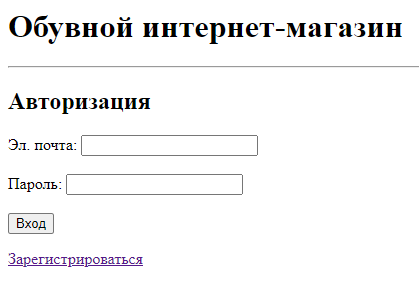 Обувной интернет-магазин
Авторизация
Эл. почта:
Пароль:
Вход
Зарегистрироваться